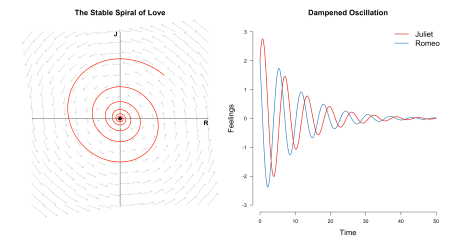 The Stable Spiral of Love
J
R
Dampened Oscillation
Juliet
Romeo
Feelings
3
2
1
0
-1
-2
-3
0
10
20
30
40
50
Time